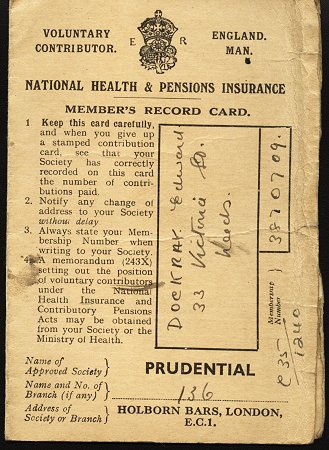 VOLUNTARY CONTRIBUTOR.
E R
ENGLAND. MAN.
NATIONAL HEALTH & PENSIONS INSURANCE
MEMBER'S RECORD CARD.
1 Keep this card carefully,
and when you give up
a stamped contribution
card, see that your
Society has correctly
recorded on this card
the number of contri-
butions paid.
2. Notify any change of
address to your Society
without delay.
3. Always state your Mem-
bership Number when
writing to your Society.
4. A memorandum (243X)
setting out the position
of voluntary contributors
under the National
Health Insurance and
Contributory Pensions
Acts may be obtained
from your Society or the
Ministry of Health.
DOCKRAY. Edward
33 Victoria Rd.
Leeds.
3870709.
Membership Number
C 35
1240
Name of Approved Society } PRUDENTIAL
Name and No. of Branch (if any) } 136
Address of Society or Branch } HOLBORN BARS, LONDON, E.C.1.